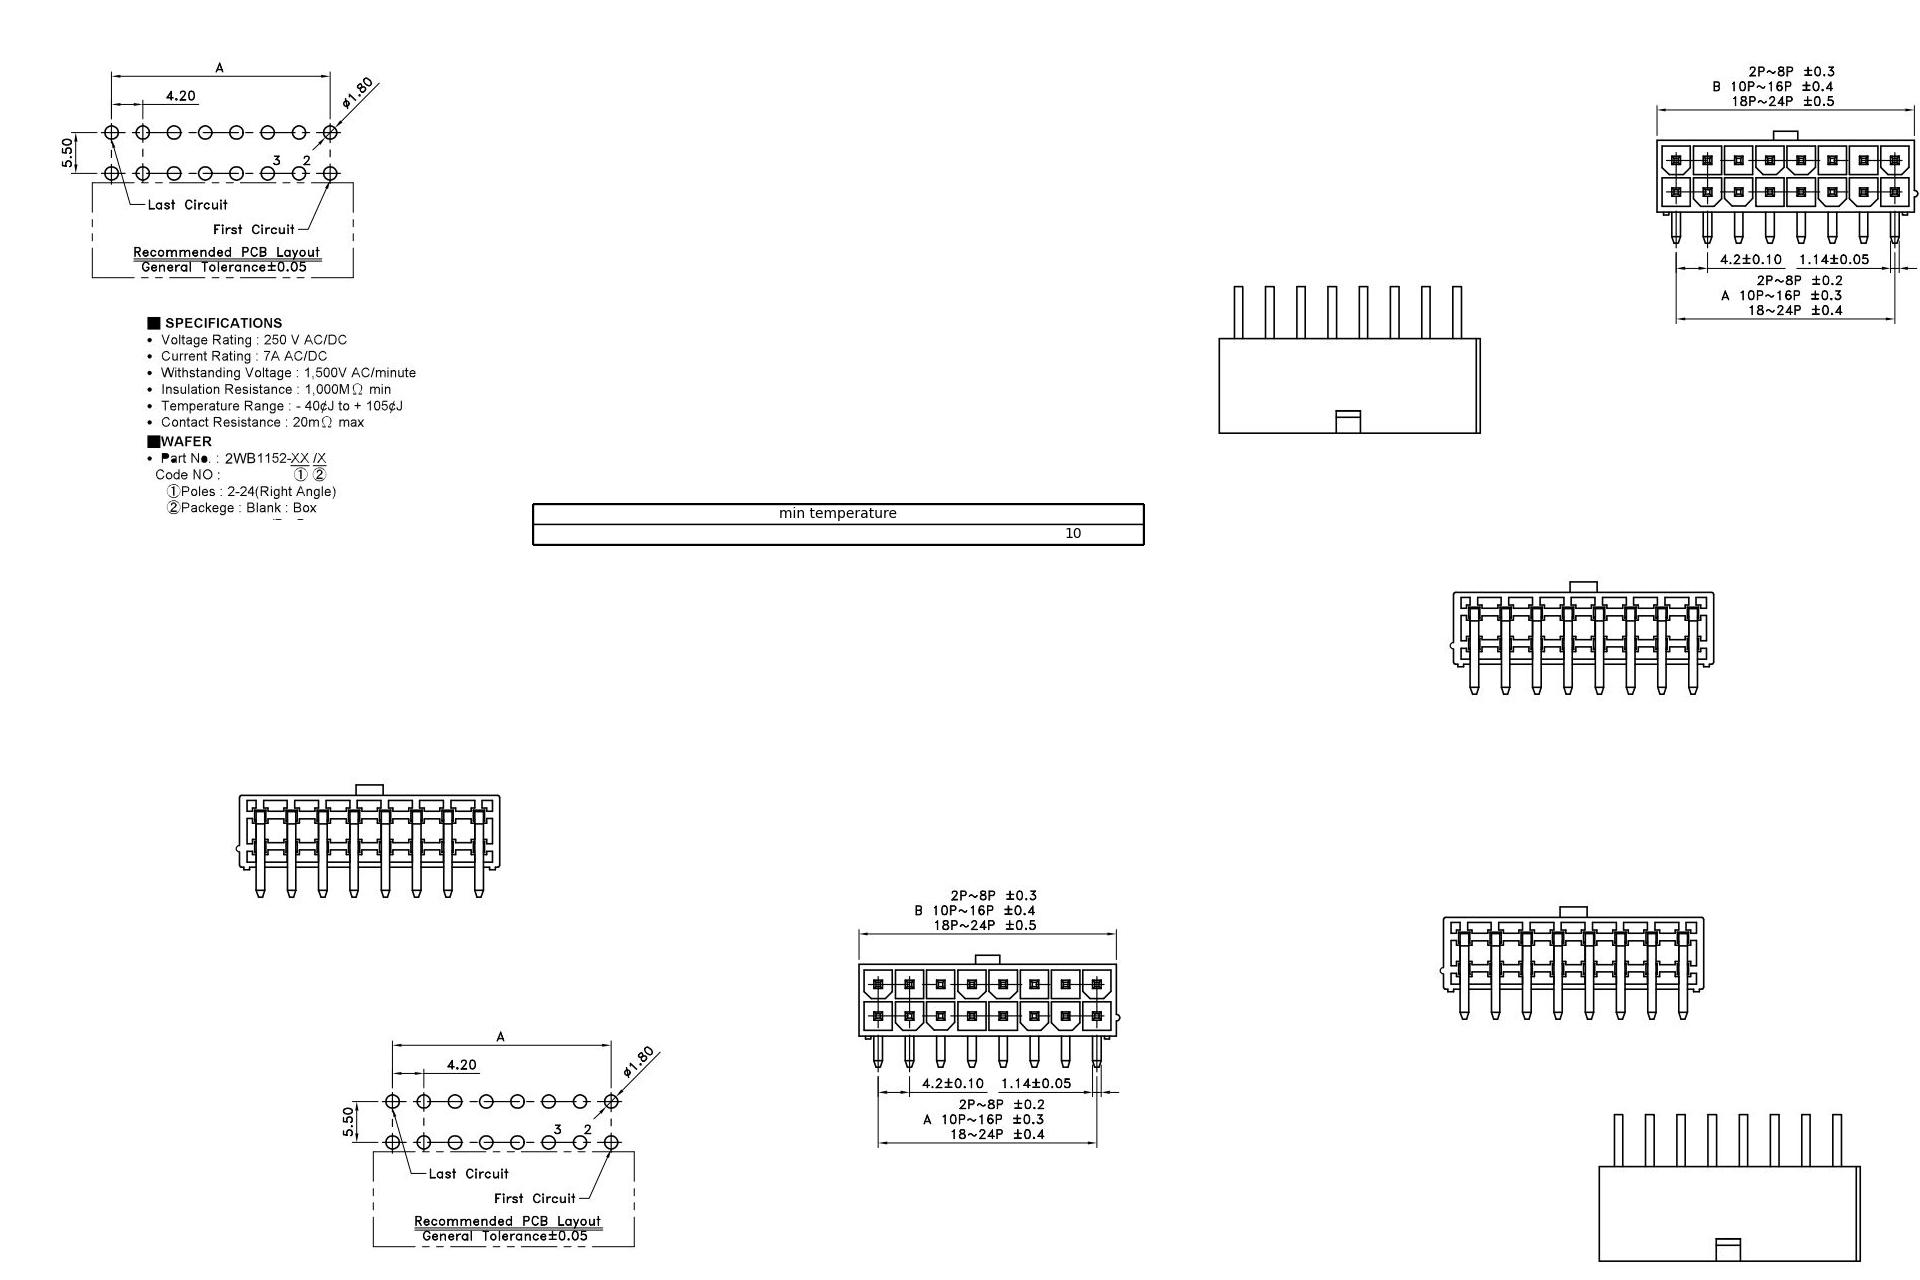 A
4.20
ø1.80
5.50
3 2
Last Circuit
First Circuit
Recommended PCB Layout
General Tolerance±0.05
2P~8P ±0.3
B 10P~16P ±0.4
18P~24P ±0.5
4.2±0.10 1.14±0.05
2P~8P ±0.2
A 10P~16P ±0.3
18~24P ±0.4
■ SPECIFICATIONS
• Voltage Rating : 250 V AC/DC
• Current Rating : 7A AC/DC
• Withstanding Voltage : 1,500V AC/minute
• Insulation Resistance : 1,000MΩ min
• Temperature Range : - 40¢J to + 105¢J
• Contact Resistance : 20mΩ max
■WAFER
• Part No. : 2WB1152-XX /X
Code NO : ① ②
①Poles : 2-24(Right Angle)
②Packege : Blank : Box
min temperature
10
2P~8P ±0.3
B 10P~16P ±0.4
18P~24P ±0.5
4.2±0.10 1.14±0.05
2P~8P ±0.2
A 10P~16P ±0.3
18~24P ±0.4
A
4.20
ø1.80
5.50
3 2
Last Circuit
First Circuit
Recommended PCB Layout
General Tolerance±0.05